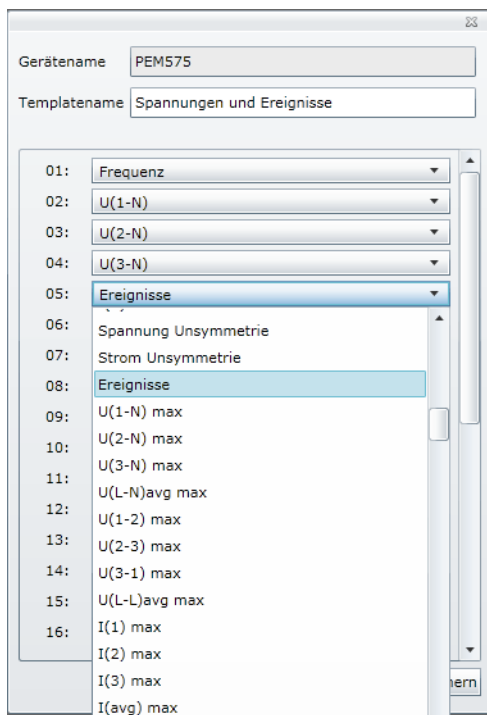 Gerätename PEM575
Templatename Spannungen und Ereignisse
01: Frequenz
02: U(1-N)
03: U(2-N)
04: U(3-N)
05: Ereignisse
06:
Spannung Unsymmetrie
07:
Strom Unsymmetrie
08:
Ereignisse
09:
U(1-N) max
10:
U(2-N) max
U(3-N) max
11:
U(L-N)avg max
12:
U(1-2) max
13:
U(2-3) max
14:
U(3-1) max
15:
U(L-L)avg max
16:
I(1) max
I(2) max
I(3) max
I(avg) max